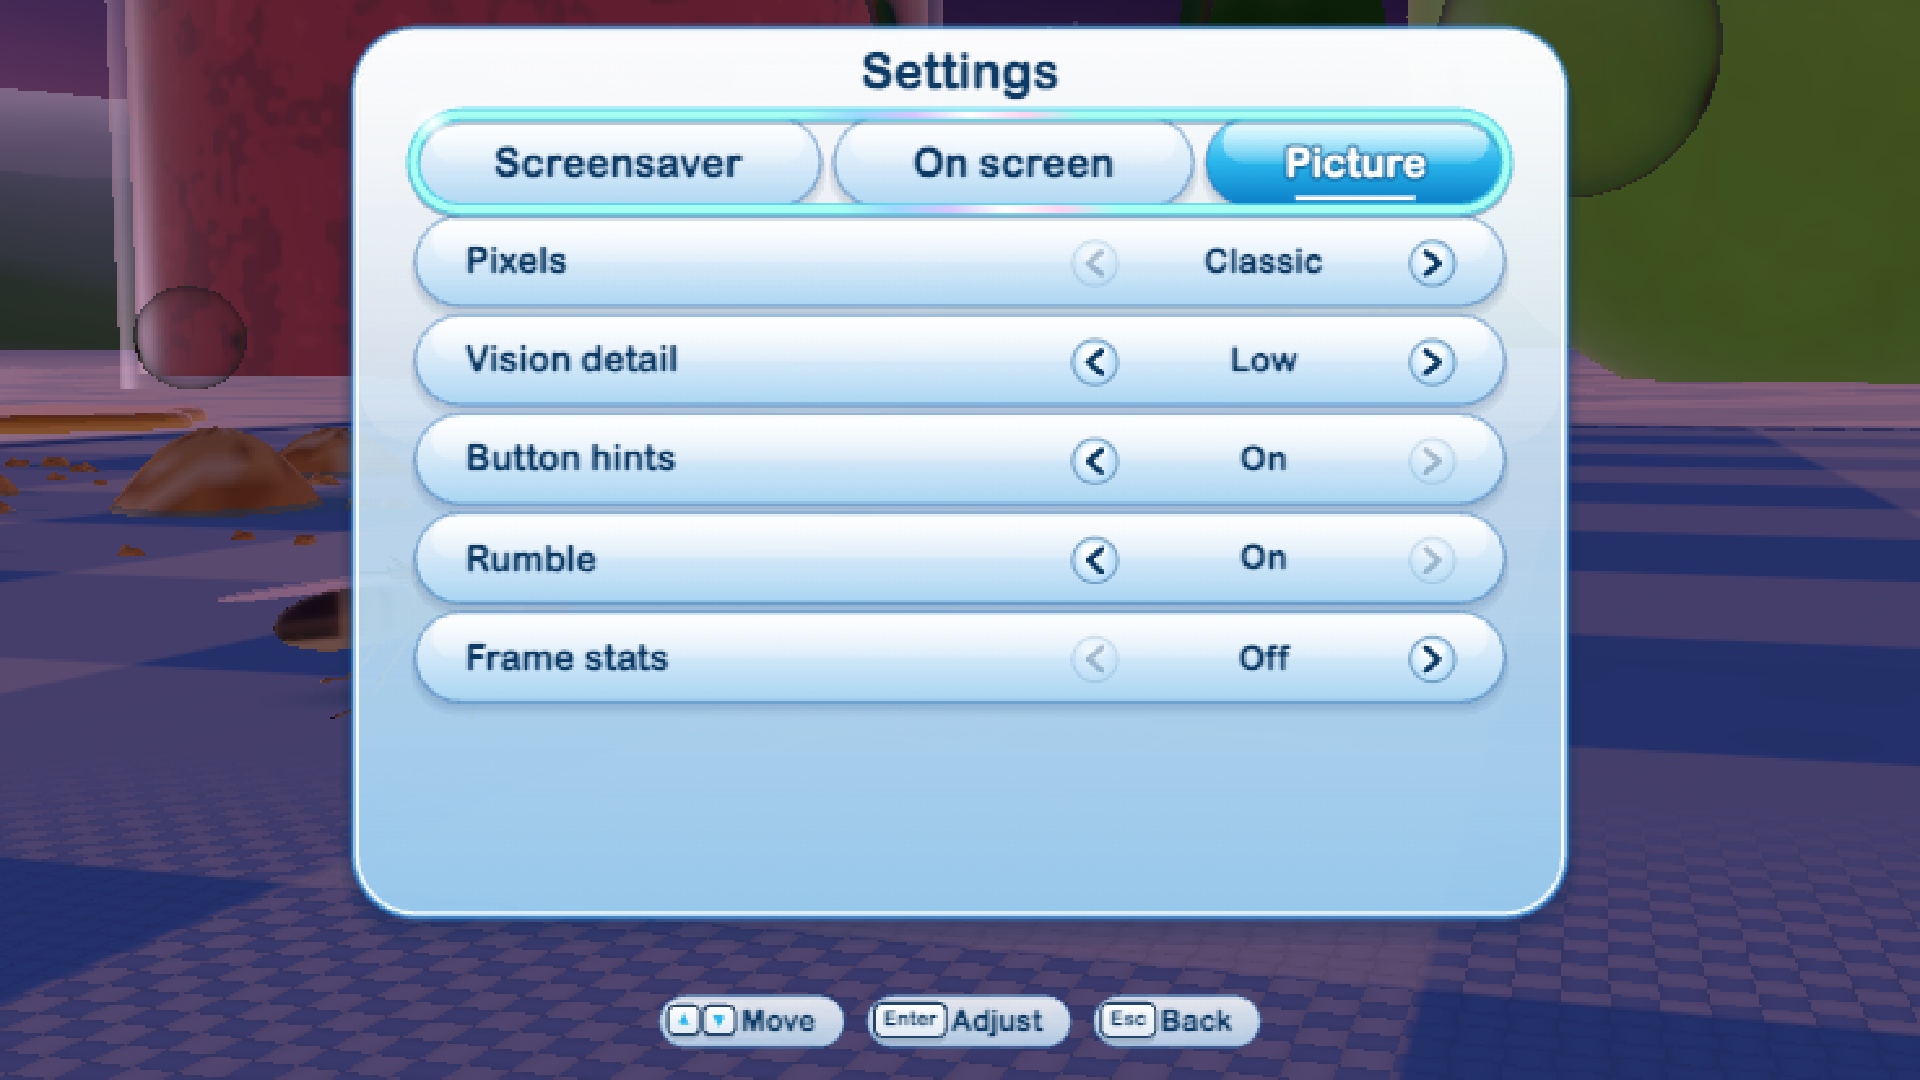 Settings
Screensaver On screen Picture
Pixels Classic
Vision detail Low
Button hints On
Rumble On
Frame stats Off
Move Enter Adjust Esc Back